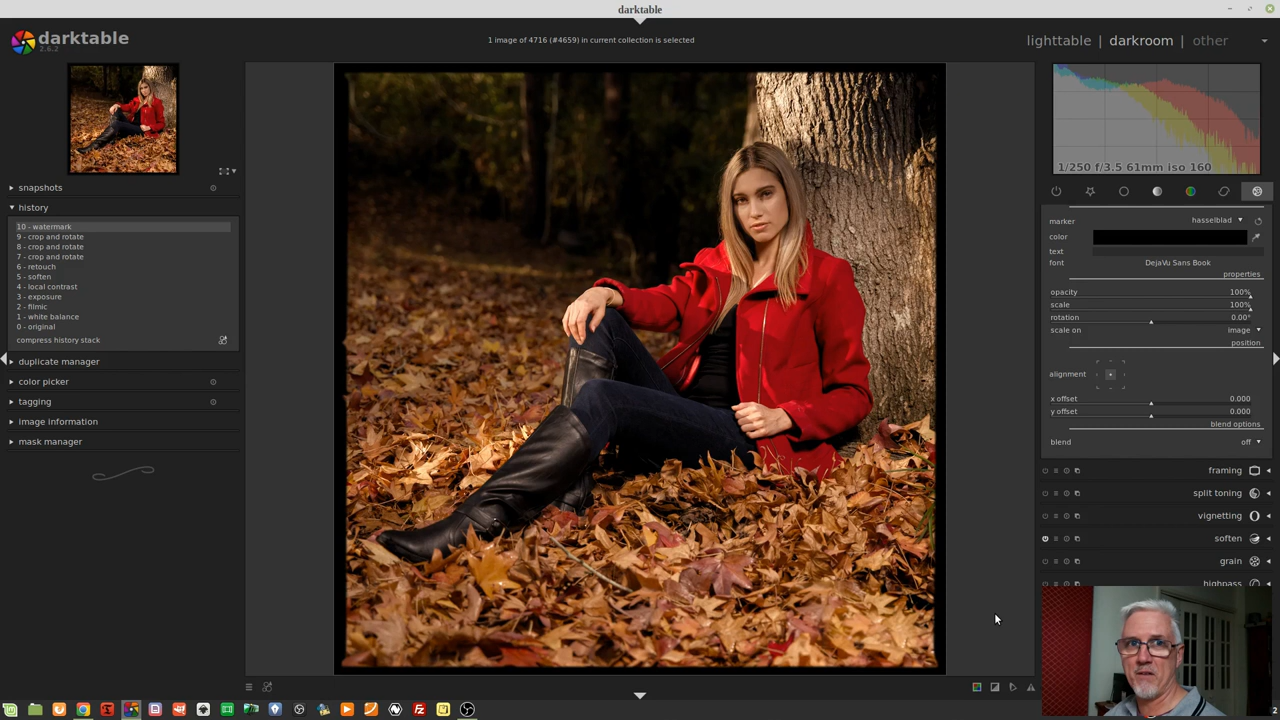 darktable
darktable
2.6.2
1 image of 4716 (#4659) in current collection is selected
lighttable | darkroom | other
1/250 f/3.5 61mm iso 160
snapshots
history
10 - watermark
9 - crop and rotate
8 - crop and rotate
7 - crop and rotate
6 - retouch
5 - soften
4 - local contrast
3 - exposure
2 - filmic
1 - white balance
0 - original
compress history stack
duplicate manager
color picker
tagging
image information
mask manager
marker hasselblad
color
text
font DejaVu Sans Book
properties
opacity 100%
scale 100%
rotation 0.00°
scale on image
position
alignment
x offset 0.000
y offset 0.000
blend options
blend off
framing
split toning
vignetting
soften
grain
highpass
2